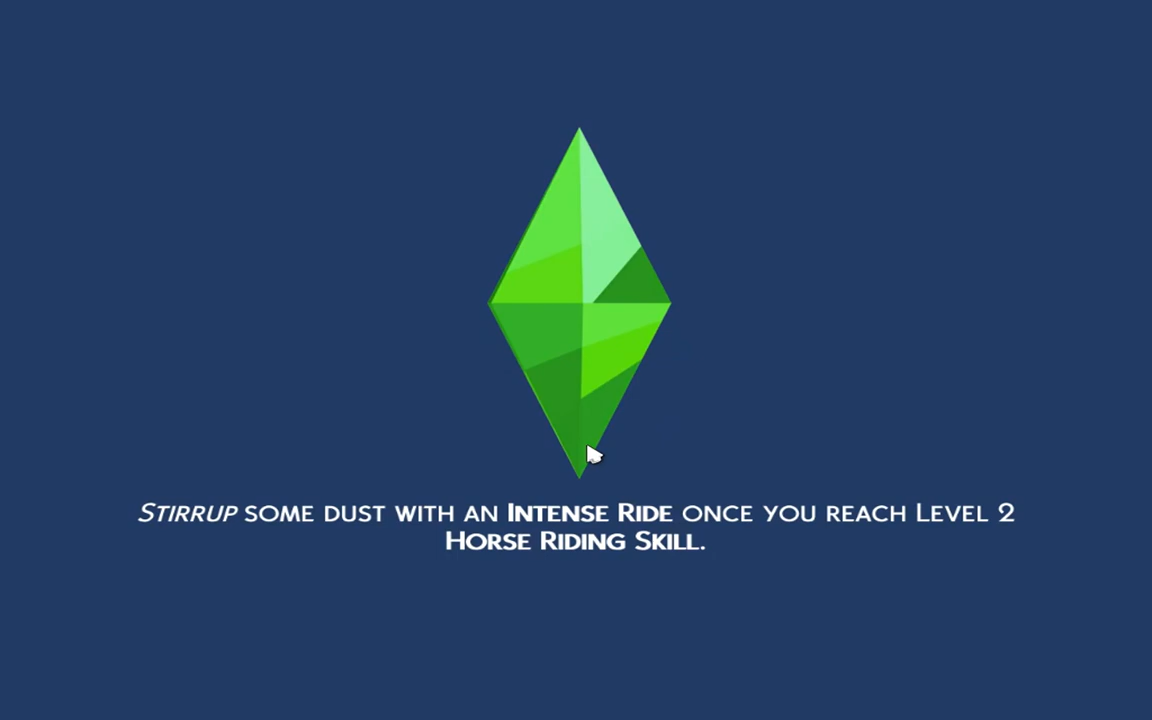 STIRRUP SOME DUST WITH AN INTENSE RIDE ONCE YOU REACH LEVEL 2
HORSE RIDING SKILL.